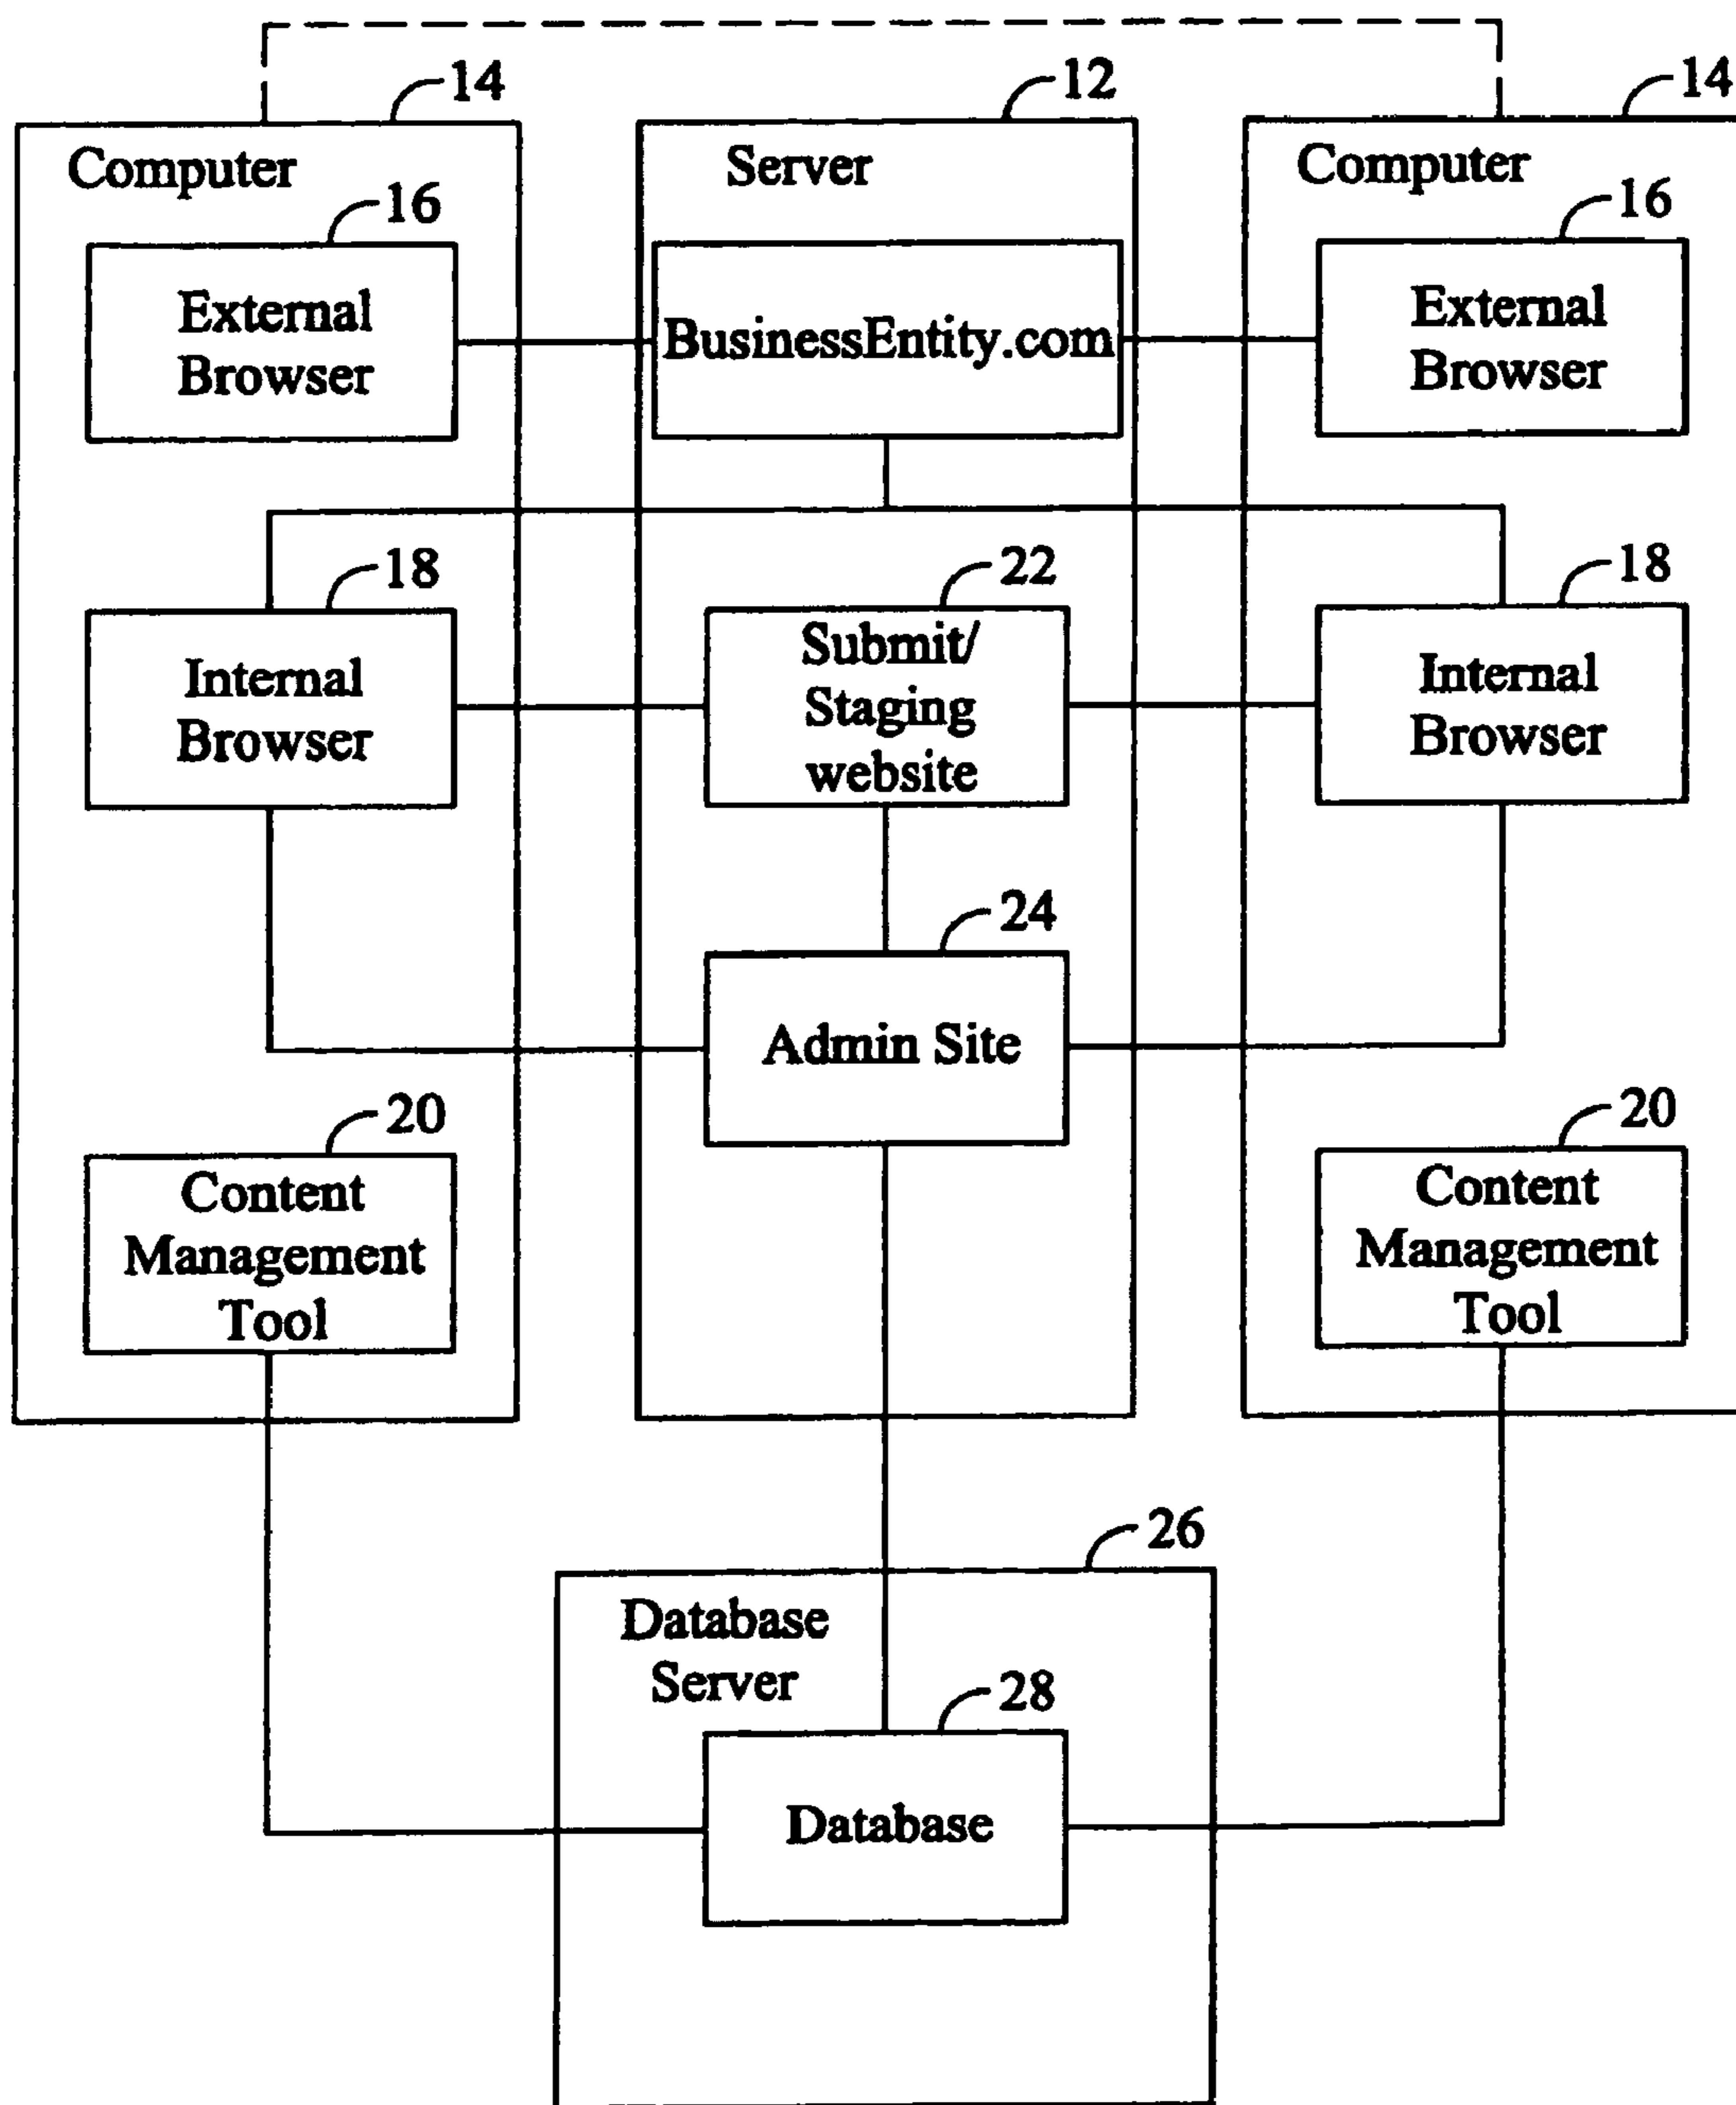 14
12
14
Computer
Server
Computer
16
16
External
Browser
BusinessEntity.com
External
Browser
18
22
18
Internal
Browser
Submit/
Staging
website
Internal
Browser
24
Admin Site
20
20
Content
Management
Tool
Content
Management
Tool
26
Database
Server
28
Database